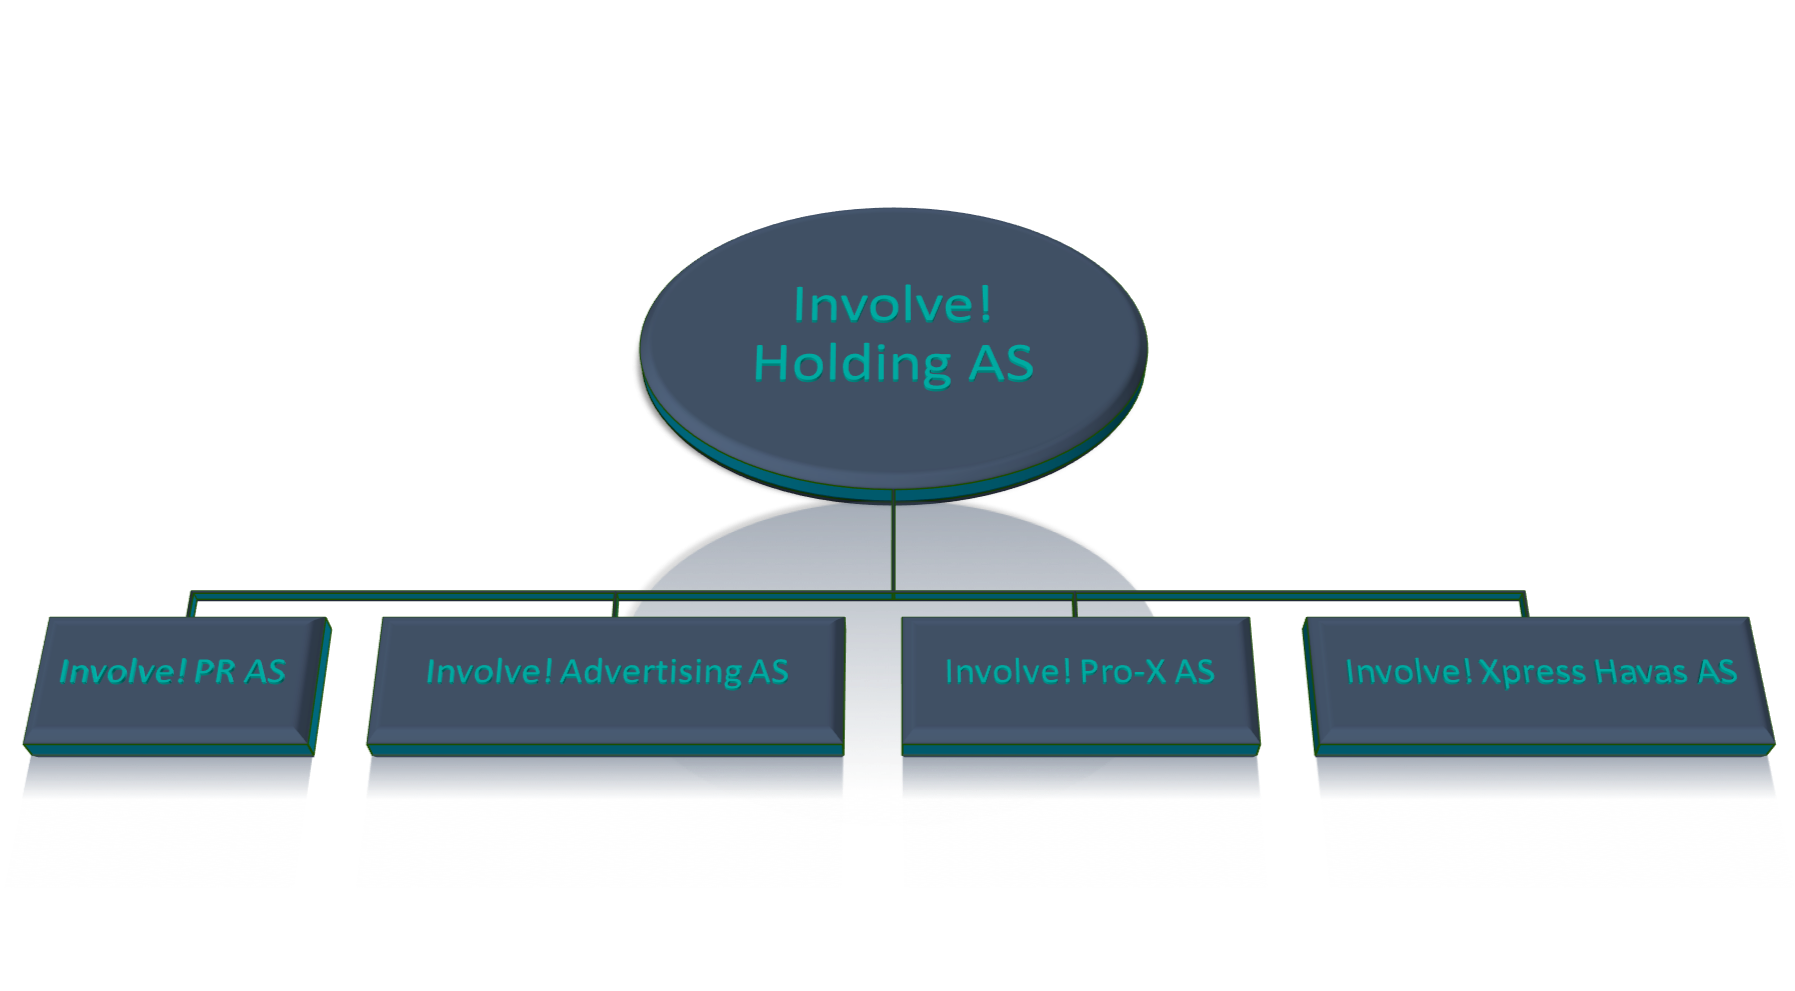 Involve!
Holding AS
Involve! PR AS
Involve! Advertising AS
Involve! Pro-X AS
Involve! Xpress Havas AS